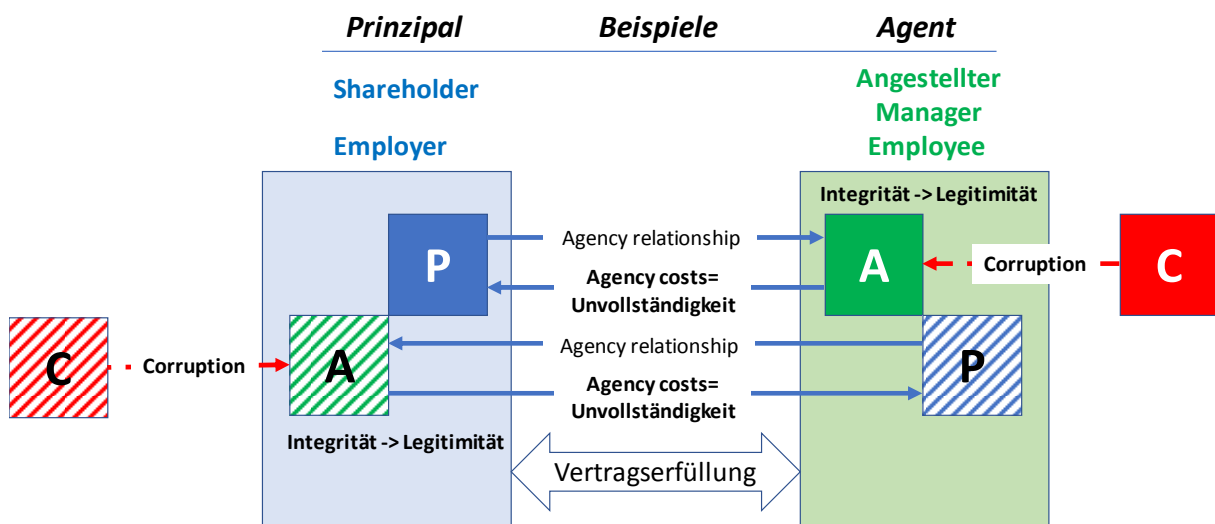 Prinzipal Beispiele Agent
Shareholder
Employer
Angestellter
Manager
Employee
Integrität -> Legitimität
P
Agency relationship
A
Corruption
C
Agency costs=
Unvollständigkeit
C
Corruption
A
Agency relationship
P
Agency costs=
Unvollständigkeit
Integrität -> Legitimität
Vertragserfüllung